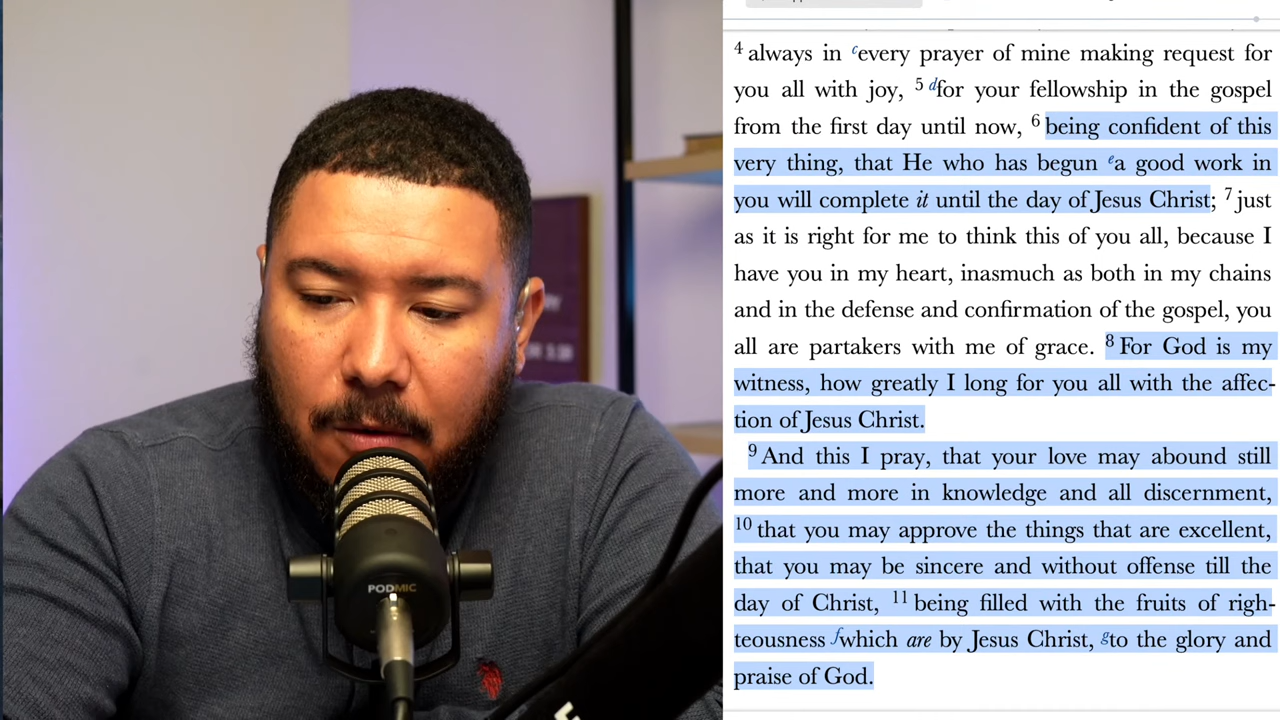 4 always in c every prayer of mine making request for
you all with joy, 5 d for your fellowship in the gospel
from the first day until now, 6 being confident of this
very thing, that He who has begun e a good work in
you will complete it until the day of Jesus Christ; 7 just
as it is right for me to think this of you all, because I
have you in my heart, inasmuch as both in my chains
and in the defense and confirmation of the gospel, you
all are partakers with me of grace. 8 For God is my
witness, how greatly I long for you all with the affec-
tion of Jesus Christ.
9 And this I pray, that your love may abound still
more and more in knowledge and all discernment,
10 that you may approve the things that are excellent,
that you may be sincere and without offense till the
day of Christ, 11 being filled with the fruits of righ-
teousness f which are by Jesus Christ, g to the glory and
praise of God.
PODMIC